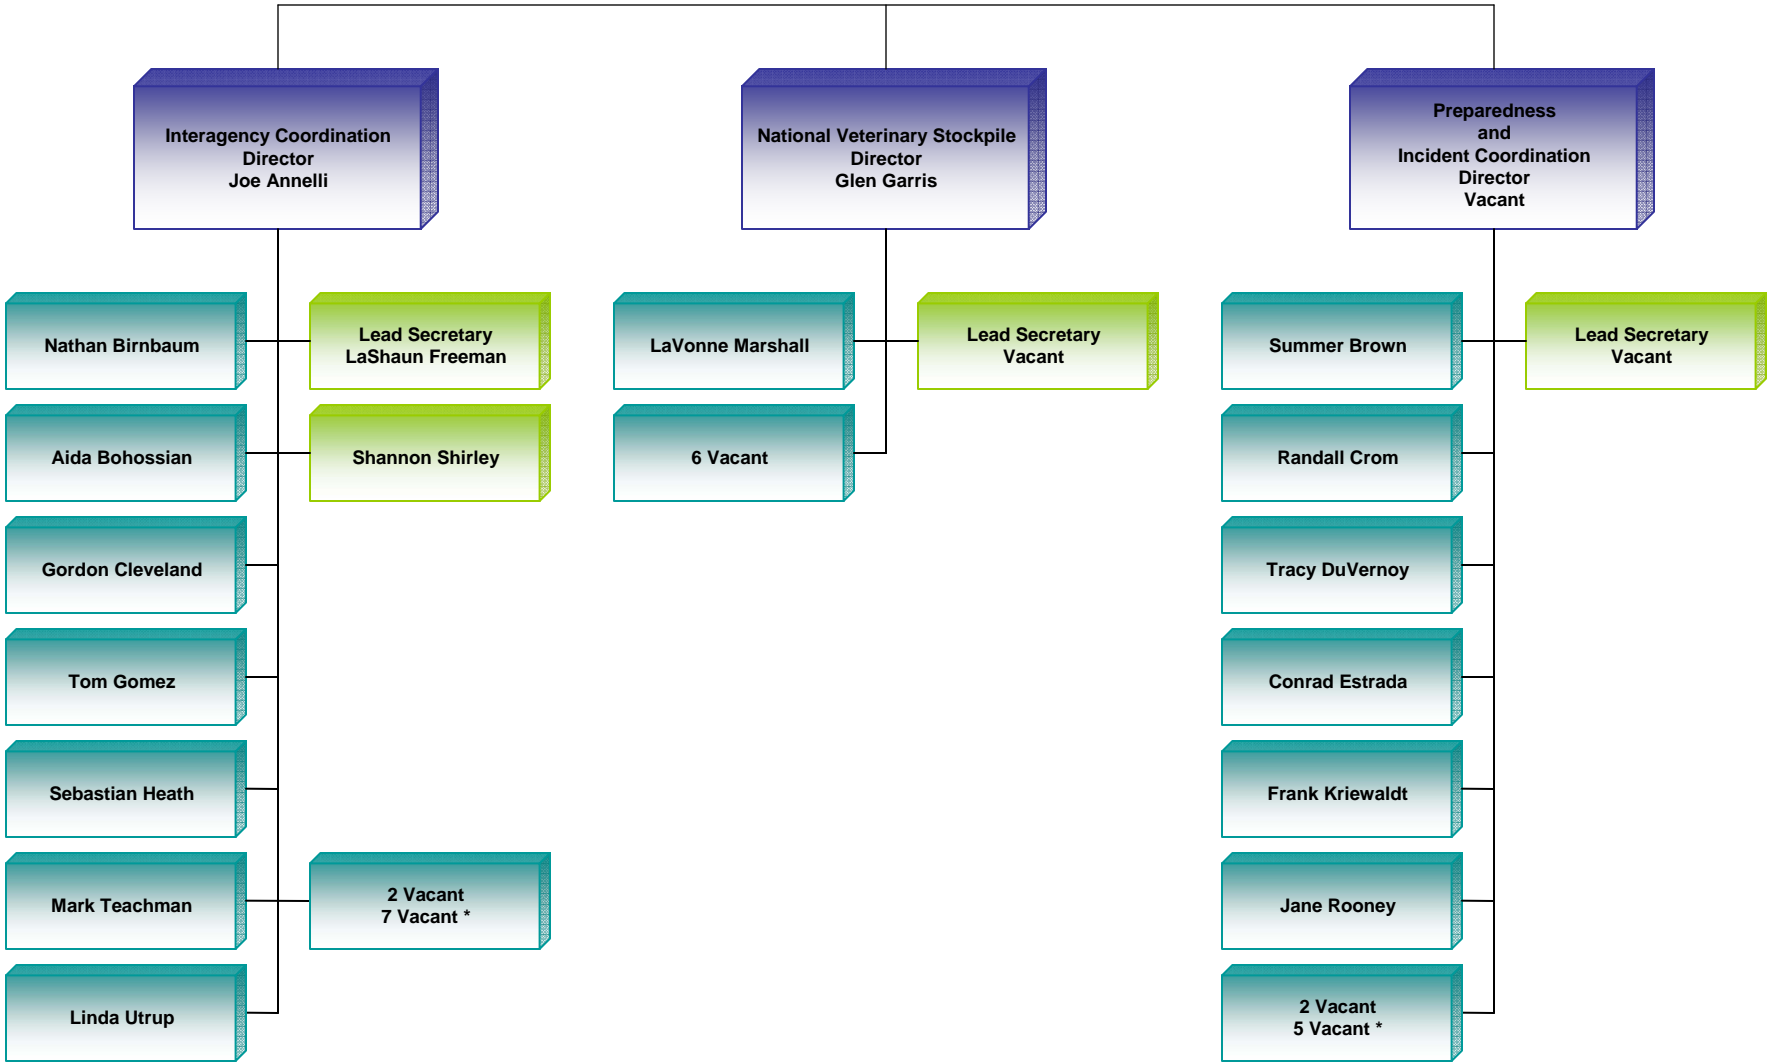 Interagency Coordination
Director
Joe Annelli
National Veterinary Stockpile
Director
Glen Garris
Preparedness
and
Incident Coordination
Director
Vacant
Nathan Birnbaum
Lead Secretary
LaShaun Freeman
Aida Bohossian
Shannon Shirley
Gordon Cleveland
Tom Gomez
Sebastian Heath
Mark Teachman
2 Vacant
7 Vacant *
Linda Utrup
LaVonne Marshall
Lead Secretary
Vacant
6 Vacant
Summer Brown
Lead Secretary
Vacant
Randall Crom
Tracy DuVernoy
Conrad Estrada
Frank Kriewaldt
Jane Rooney
2 Vacant
5 Vacant *